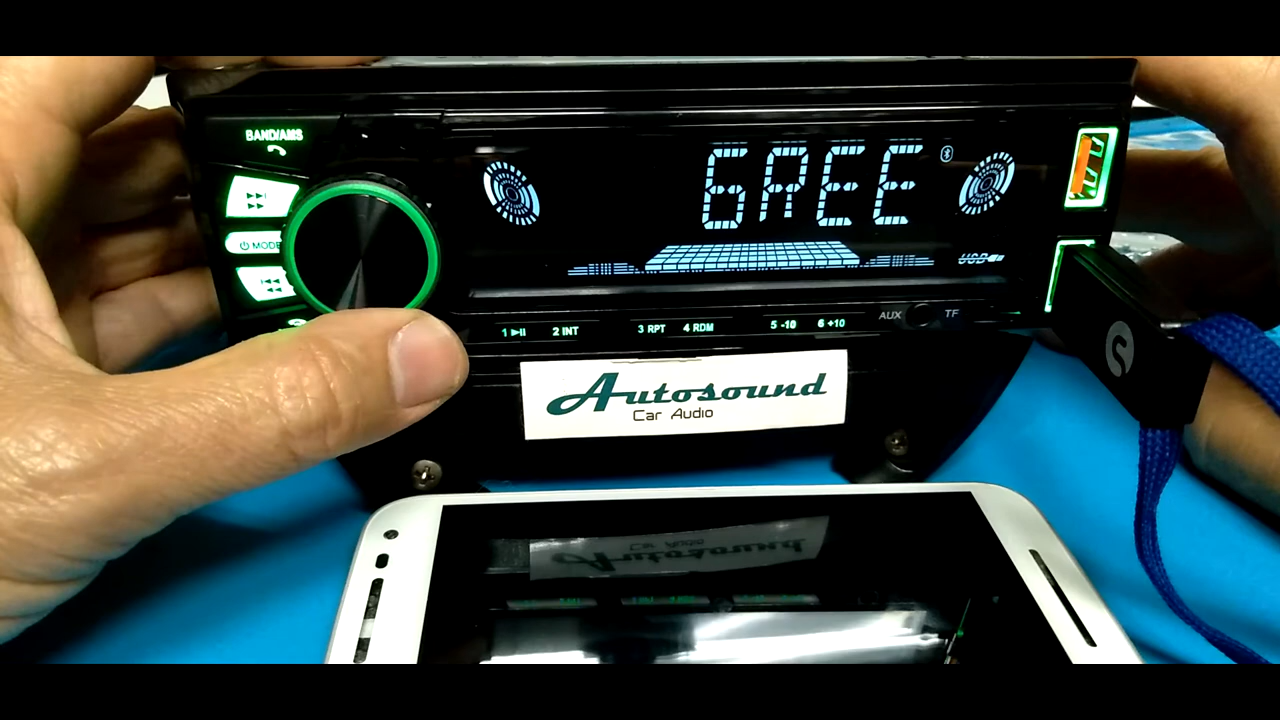 BAND/AMS
6REE
MODE
USB
1 ▶II
2 INT
3 RPT
4 RDM
5 -10
6 +10
AUX
TF
Autosound
Car Audio